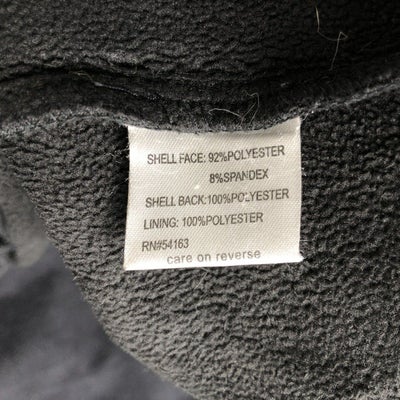 SHELL FACE: 92%POLYESTER
8%SPANDEX
SHELL BACK:100%POLYESTER
LINING: 100%POLYESTER
RN#54163
care on reverse